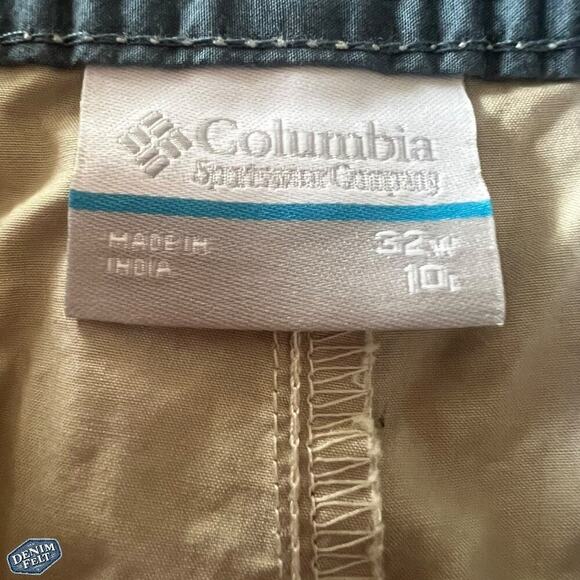 Columbia
Sportswear Company
MADE IN
INDIA
32W
10L
DENIM
FELT